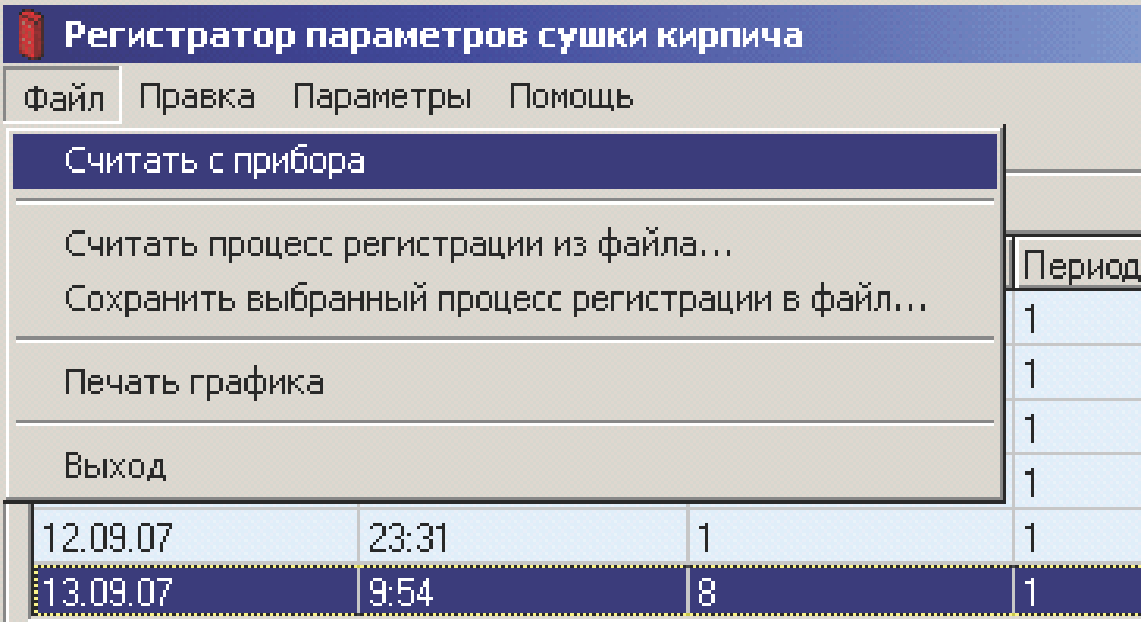 Регистратор параметров сушки кирпича
Файл Правка Параметры Помощь
Считать с прибора
Считать процесс регистрации из файла...
Сохранить выбранный процесс регистрации в файл...
Печать графика
Выход
Период
1
1
1
1
12.09.07 23:31 1 1
13.09.07 9:54 8 1